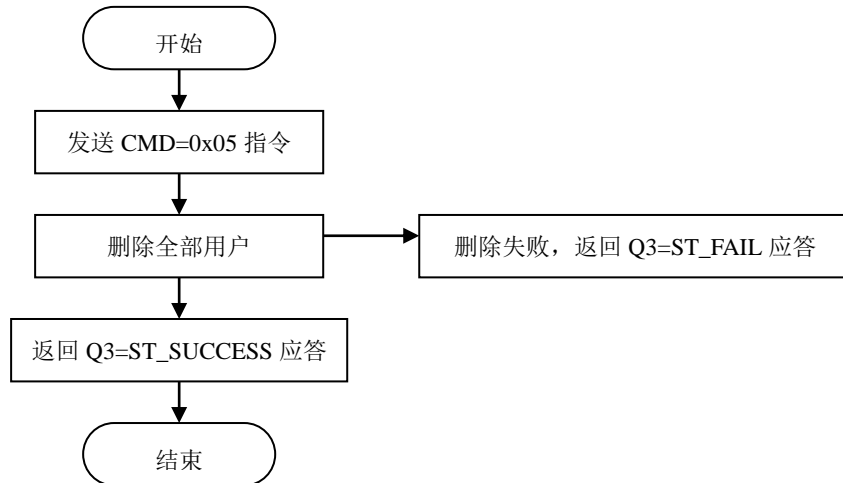 开始
发送 CMD=0x05 指令
删除全部用户
删除失败，返回 Q3=ST_FAIL 应答
返回 Q3=ST_SUCCESS 应答
结束